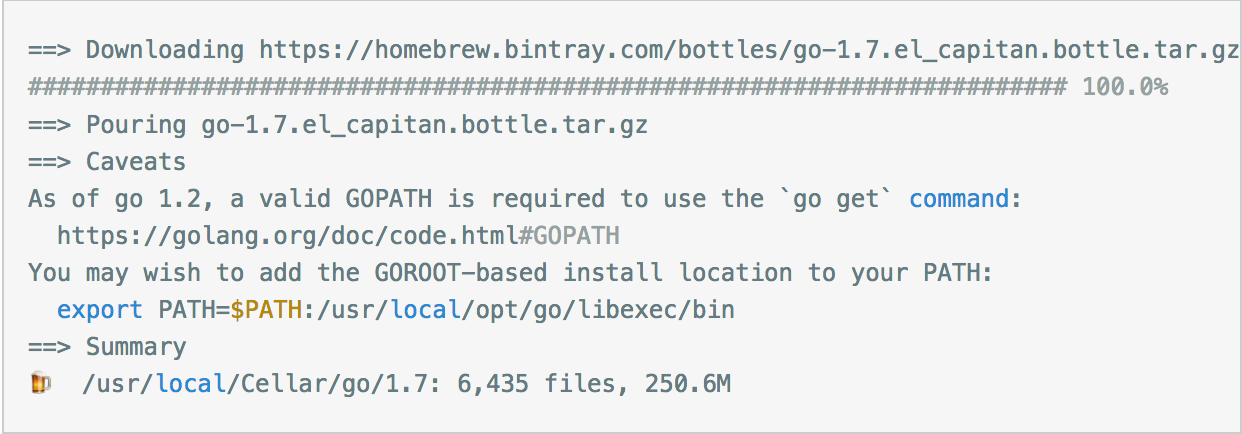 ==> Downloading https://homebrew.bintray.com/bottles/go-1.7.el_capitan.bottle.tar.gz
######################################################################## 100.0%
==> Pouring go-1.7.el_capitan.bottle.tar.gz
==> Caveats
As of go 1.2, a valid GOPATH is required to use the `go get` command:
  https://golang.org/doc/code.html#GOPATH
You may wish to add the GOROOT-based install location to your PATH:
  export PATH=$PATH:/usr/local/opt/go/libexec/bin
==> Summary
🍺  /usr/local/Cellar/go/1.7: 6,435 files, 250.6M